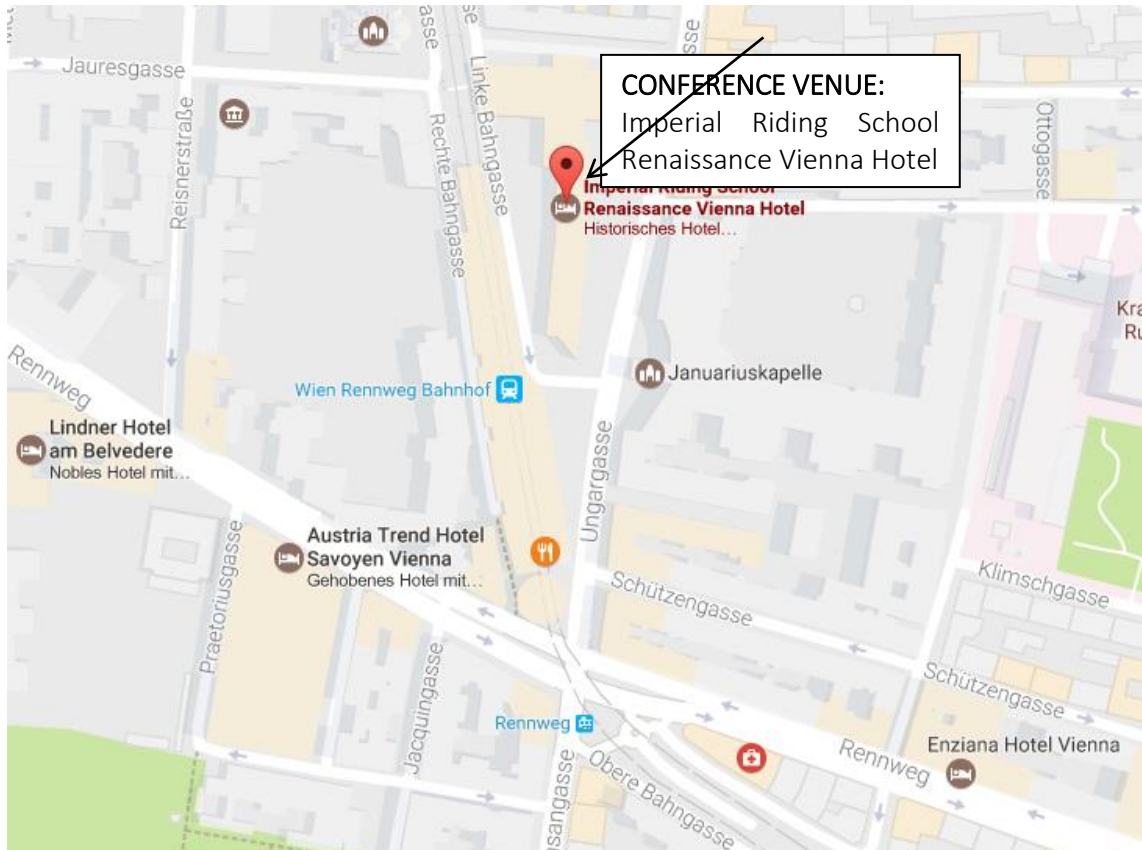 CONFERENCE VENUE:
Imperial Riding School
Renaissance Vienna Hotel
Jauresgasse
Reisnerstraße
Rechte Bahngasse
Linke Bahngasse
Ottogasse
Imperial Riding School
Renaissance Vienna Hotel
Historisches Hotel...
Januariuskapelle
Wien Rennweg Bahnhof
Rennweg
Lindner Hotel
am Belvedere
Nobles Hotel mit...
Austria Trend Hotel
Savoyen Vienna
Gehobenes Hotel mit...
Ungargasse
Praetoriusgasse
Jacquingasse
Schützengasse
Klimschgasse
Schützengasse
Rennweg
Obere Bahngasse
Rennweg
Enziana Hotel Vienna